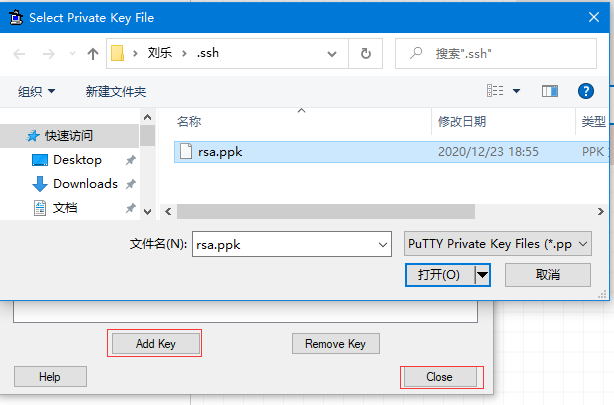 Select Private Key File
刘乐 .ssh
搜索".ssh"
组织 新建文件夹
名称 修改日期 类型
快速访问
rsa.ppk 2020/12/23 18:55 PPK
Desktop
Downloads
文档
文件名(N): rsa.ppk PuTTY Private Key Files (*.pp
打开(O) 取消
Add Key Remove Key
Help Close